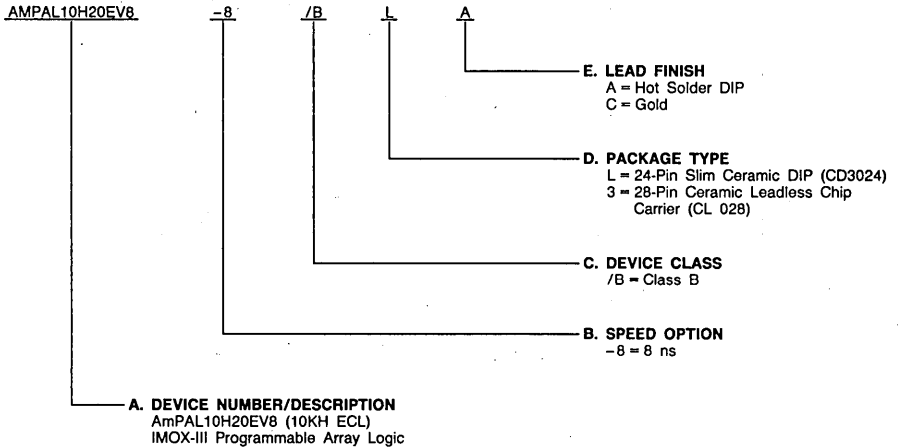 AMPAL10H20EV8 -8 /B L A
E. LEAD FINISH
A = Hot Solder DIP
C = Gold
D. PACKAGE TYPE
L = 24-Pin Slim Ceramic DIP (CD3024)
3 = 28-Pin Ceramic Leadless Chip
Carrier (CL 028)
C. DEVICE CLASS
/B = Class B
B. SPEED OPTION
-8 = 8 ns
A. DEVICE NUMBER/DESCRIPTION
AmPAL10H20EV8 (10KH ECL)
IMOX-III Programmable Array Logic